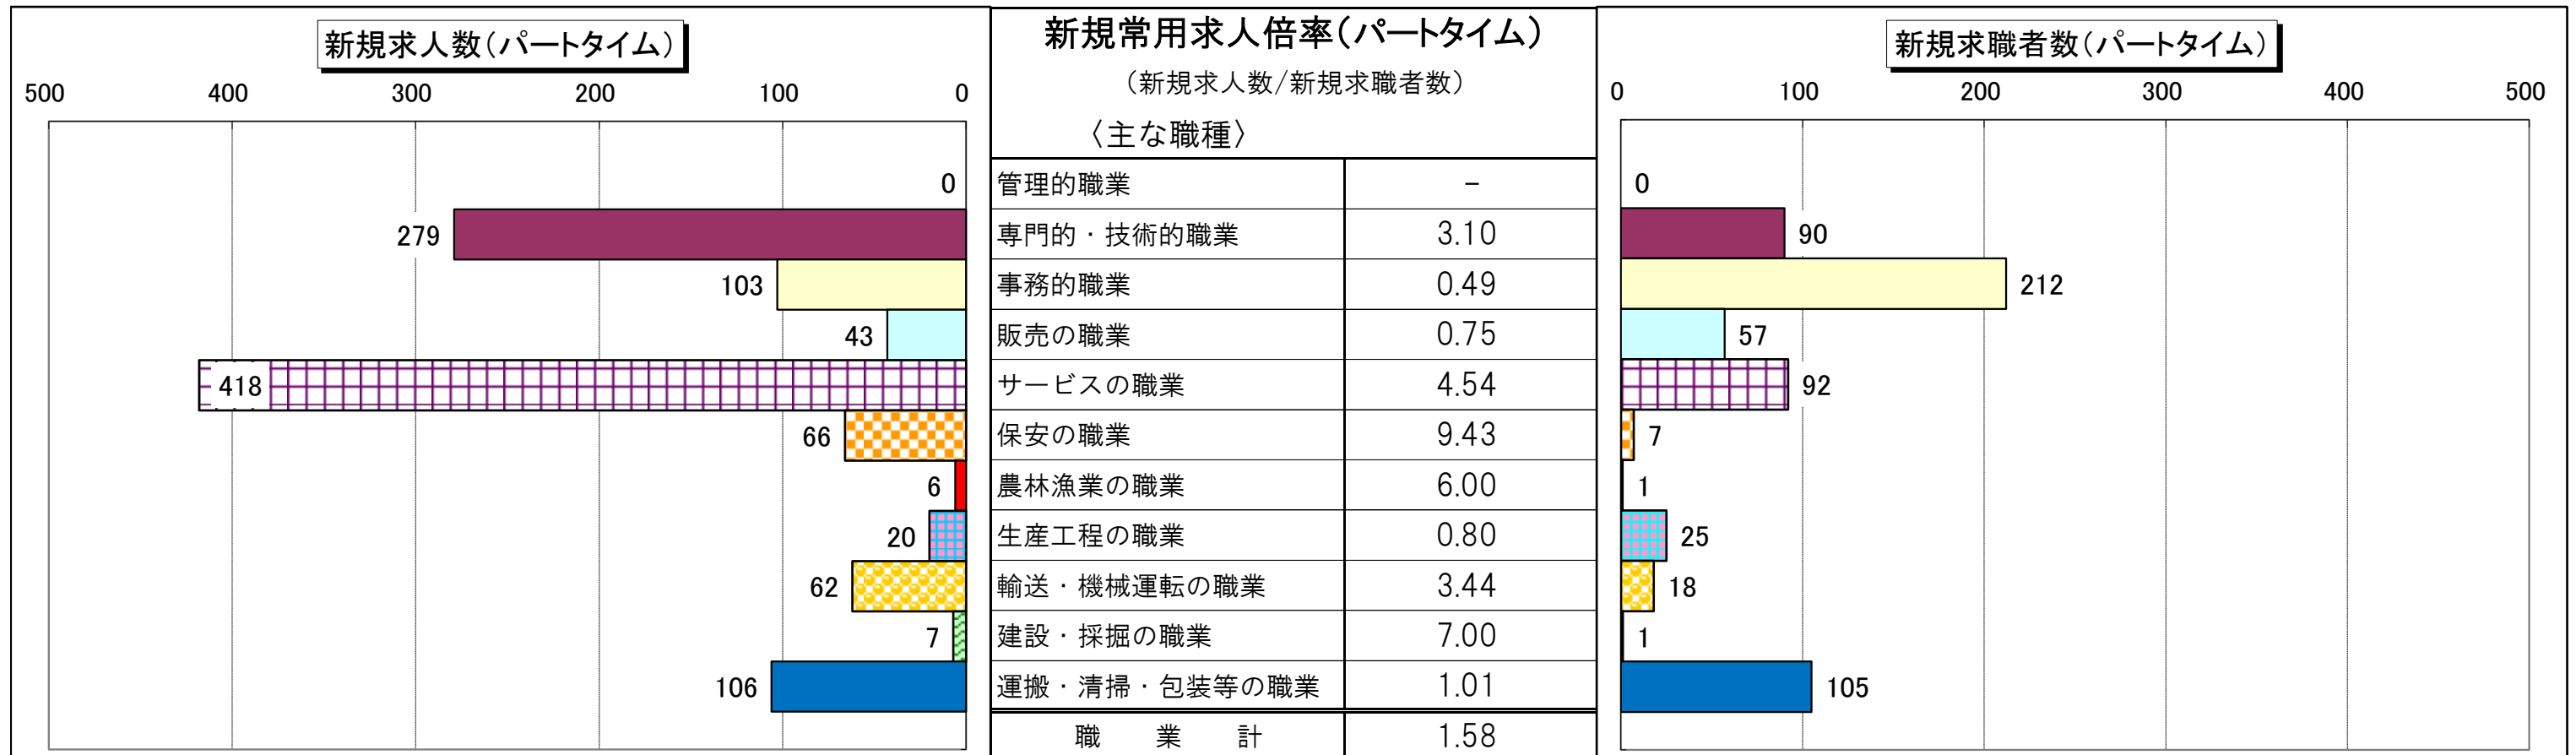 新規求人数(パートタイム)
500 400 300 200 100 0
新規常用求人倍率(パートタイム)
(新規求人数/新規求職者数)
〈主な職種〉
新規求職者数(パートタイム)
0 100 200 300 400 500
0 管理的職業 － 0
279 専門的・技術的職業 3.10 90
103 事務的職業 0.49 212
43 販売の職業 0.75 57
418 サービスの職業 4.54 92
66 保安の職業 9.43 7
6 農林漁業の職業 6.00 1
20 生産工程の職業 0.80 25
62 輸送・機械運転の職業 3.44 18
7 建設・採掘の職業 7.00 1
106 運搬・清掃・包装等の職業 1.01 105
職 業 計 1.58